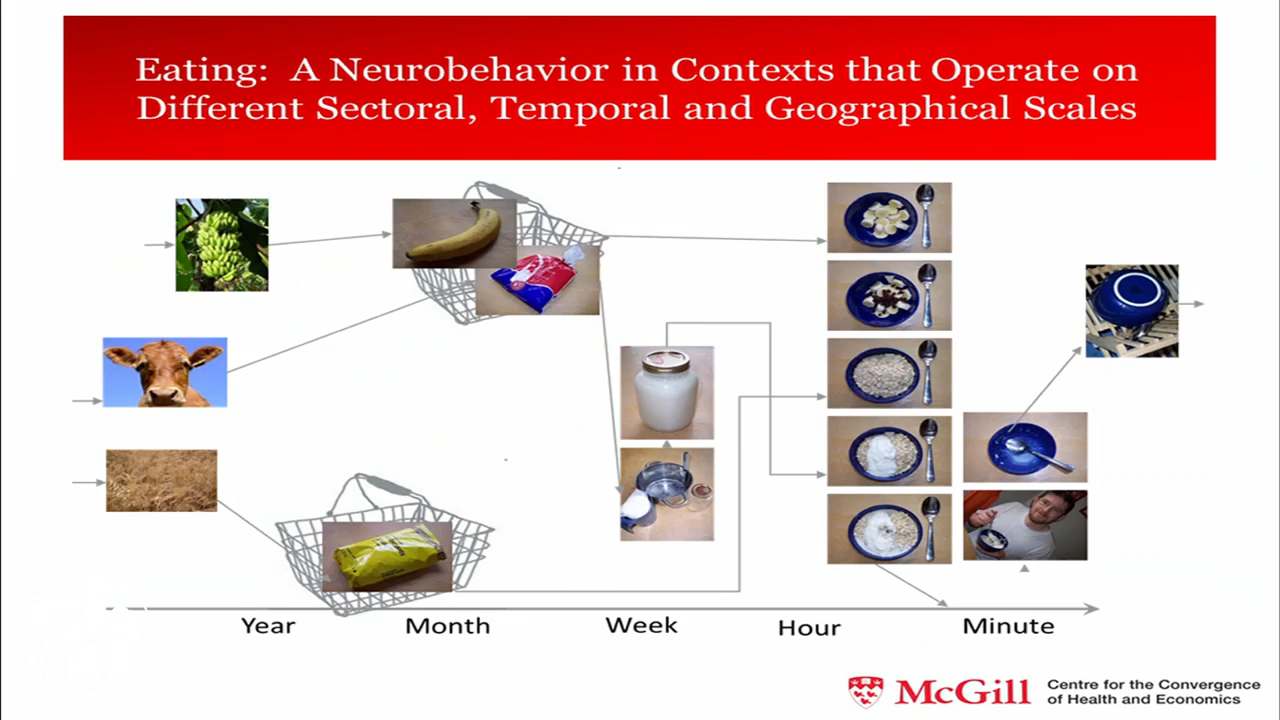 Eating: A Neurobehavior in Contexts that Operate on
Different Sectoral, Temporal and Geographical Scales
Year
Month
Week
Hour
Minute
McGill
Centre for the Convergence
of Health and Economics